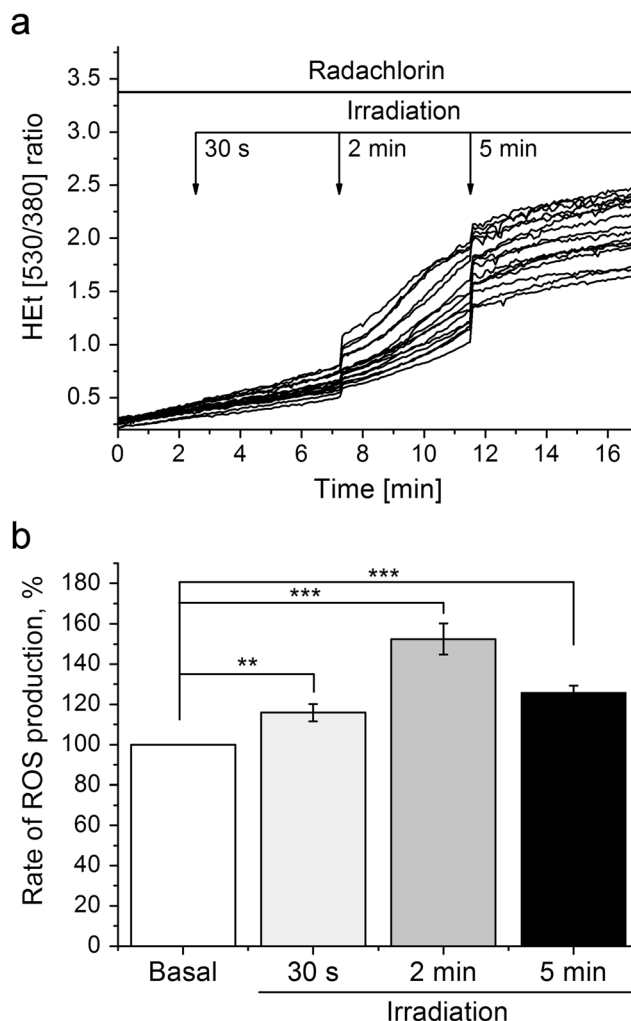 a
Radachlorin
Irradiation
30 s 2 min 5 min
HEt [530/380] ratio
3.5
3.0
2.5
2.0
1.5
1.0
0.5
0 2 4 6 8 10 12 14 16
Time [min]
b
Rate of ROS production, %
180
160
140
120
100
80
60
40
20
0
***
***
**
Basal 30 s 2 min 5 min
Irradiation